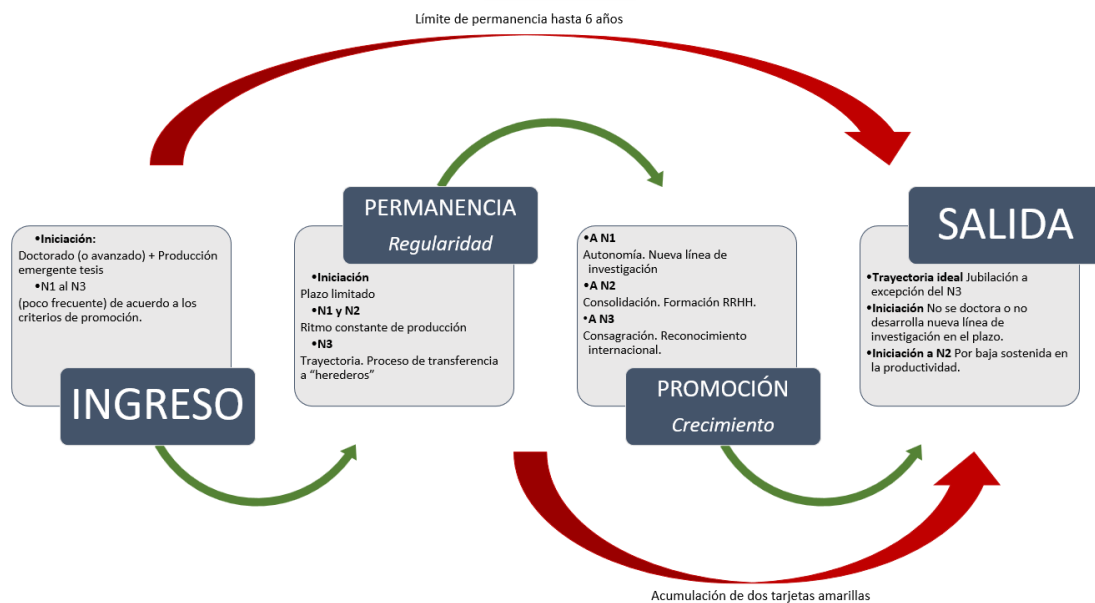 Límite de permanencia hasta 6 años
•Iniciación:
Doctorado (o avanzado) + Producción
emergente tesis
•N1 al N3
(poco frecuente) de acuerdo a los
criterios de promoción.
INGRESO
PERMANENCIA
Regularidad
•Iniciación
Plazo limitado
•N1 y N2
Ritmo constante de producción
•N3
Trayectoria. Proceso de transferencia
a “herederos”
•A N1
Autonomía. Nueva línea de
investigación
•A N2
Consolidación. Formación RRHH.
•A N3
Consagración. Reconocimiento
internacional.
PROMOCIÓN
Crecimiento
SALIDA
•Trayectoria ideal Jubilación a
excepción del N3
•Iniciación No se doctora o no
desarrolla nueva línea de
investigación en el plazo.
•Iniciación a N2 Por baja sostenida en
la productividad.
Acumulación de dos tarjetas amarillas